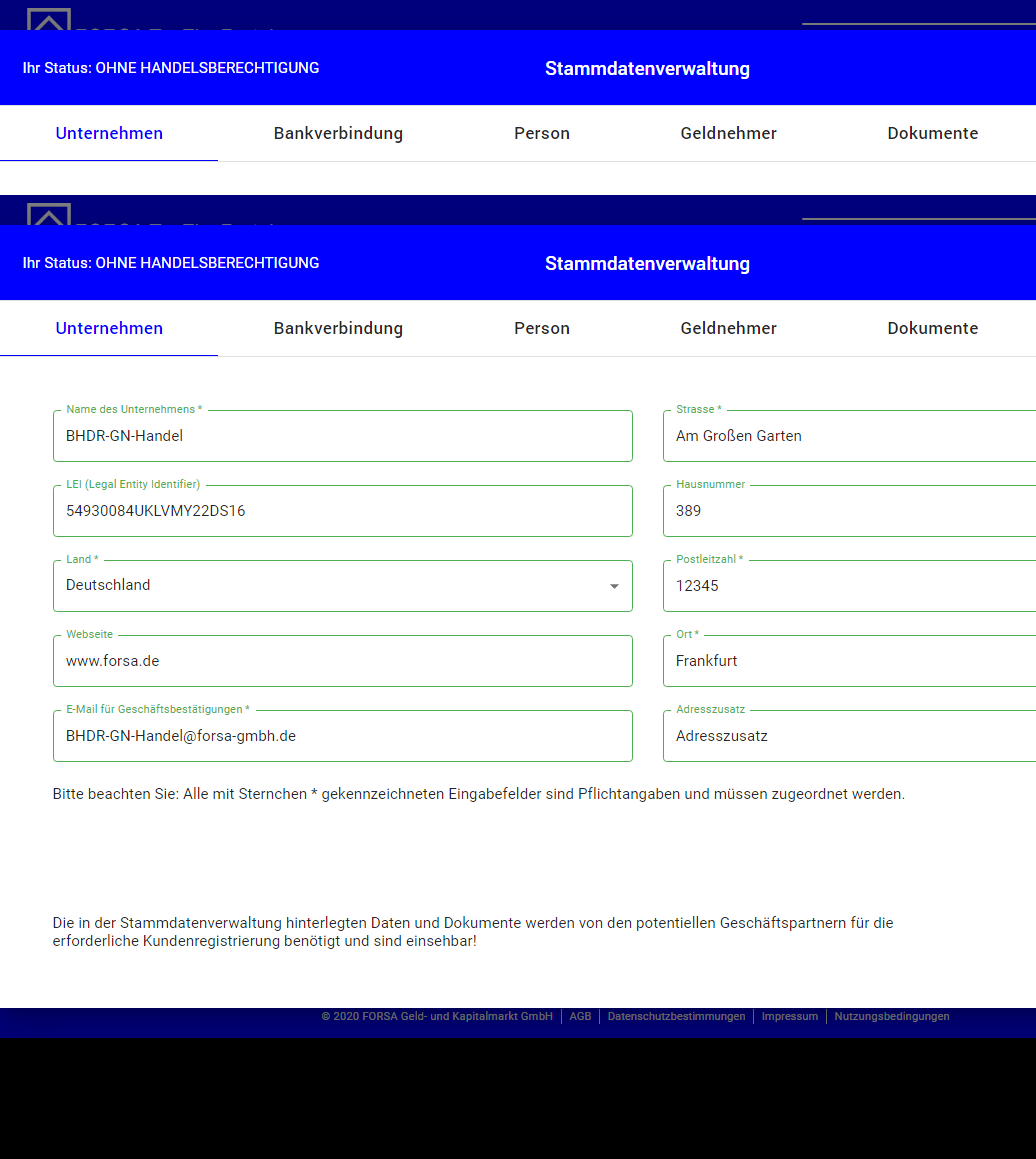 Ihr Status: OHNE HANDELSBERECHTIGUNG Stammdatenverwaltung
Unternehmen Bankverbindung Person Geldnehmer Dokumente
Ihr Status: OHNE HANDELSBERECHTIGUNG Stammdatenverwaltung
Unternehmen Bankverbindung Person Geldnehmer Dokumente
Name des Unternehmens * Strasse *
BHDR-GN-Handel Am Großen Garten
LEI (Legal Entity Identifier) Hausnummer
54930084UKLVMY22DS16 389
Land * Postleitzahl *
Deutschland 12345
Webseite Ort *
www.forsa.de Frankfurt
E-Mail für Geschäftsbestätigungen * Adresszusatz
BHDR-GN-Handel@forsa-gmbh.de Adresszusatz
Bitte beachten Sie: Alle mit Sternchen * gekennzeichneten Eingabefelder sind Pflichtangaben und müssen zugeordnet werden.
Die in der Stammdatenverwaltung hinterlegten Daten und Dokumente werden von den potentiellen Geschäftspartnern für die
erforderliche Kundenregistrierung benötigt und sind einsehbar!
© 2020 FORSA Geld- und Kapitalmarkt GmbH | AGB | Datenschutzbestimmungen | Impressum | Nutzungsbedingungen